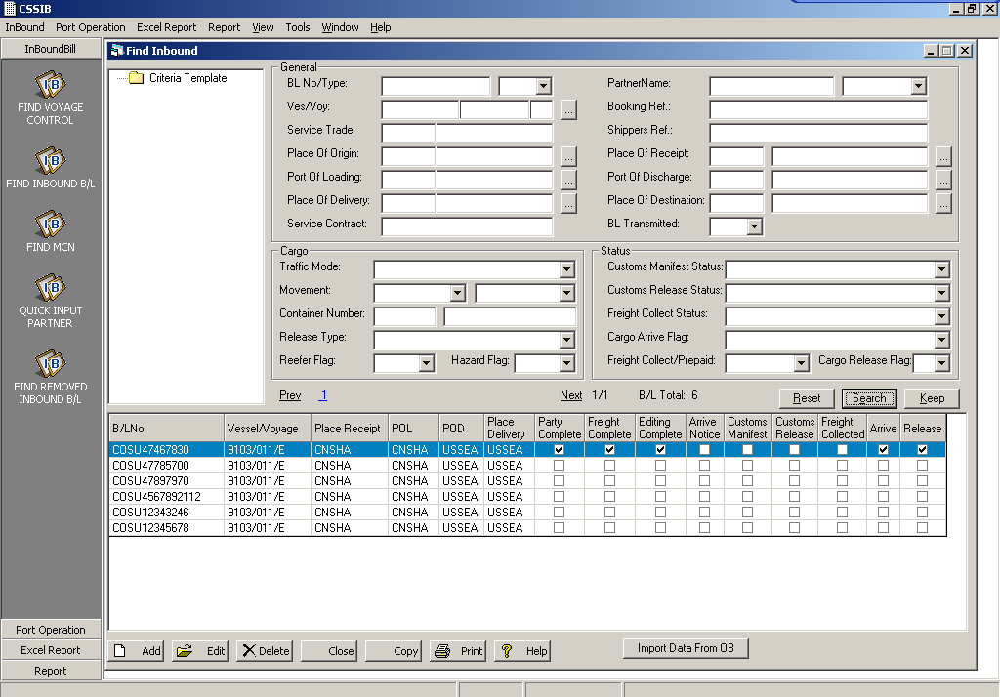 CSSIB
InBound Port Operation Excel Report Report View Tools Window Help
InBoundBill
FIND VOYAGE
CONTROL
FIND INBOUND B/L
FIND MCN
QUICK INPUT
PARTNER
FIND REMOVED
INBOUND B/L
Port Operation
Excel Report
Report
Find Inbound
Criteria Template
General
BL No/Type: PartnerName:
Ves/Voy: ... Booking Ref.:
Service Trade: Shippers Ref.:
Place Of Origin: ... Place Of Receipt: ...
Port Of Loading: ... Port Of Discharge: ...
Place Of Delivery: ... Place Of Destination: ...
Service Contract: BL Transmitted:
Cargo
Traffic Mode:
Movement:
Container Number:
Release Type:
Reefer Flag: Hazard Flag:
Status
Customs Manifest Status:
Customs Release Status:
Freight Collect Status:
Cargo Arrive Flag:
Freight Collect/Prepaid: Cargo Release Flag:
Prev 1 Next 1/1 B/L Total: 6 Reset Search Keep
B/LNo Vessel/Voyage Place Receipt POL POD Place Delivery Party Complete Freight Complete Editing Complete Arrive Notice Customs Manifest Customs Release Freight Collected Arrive Release
COSU47467830 9103/011/E CNSHA CNSHA USSEA USSEA
COSU47785700 9103/011/E CNSHA CNSHA USSEA USSEA
COSU47897970 9103/011/E CNSHA CNSHA USSEA USSEA
COSU4567892112 9103/011/E CNSHA CNSHA USSEA USSEA
COSU12343246 9103/011/E CNSHA CNSHA USSEA USSEA
COSU12345678 9103/011/E CNSHA CNSHA USSEA USSEA
Add Edit Delete Close Copy Print Help Import Data From OB